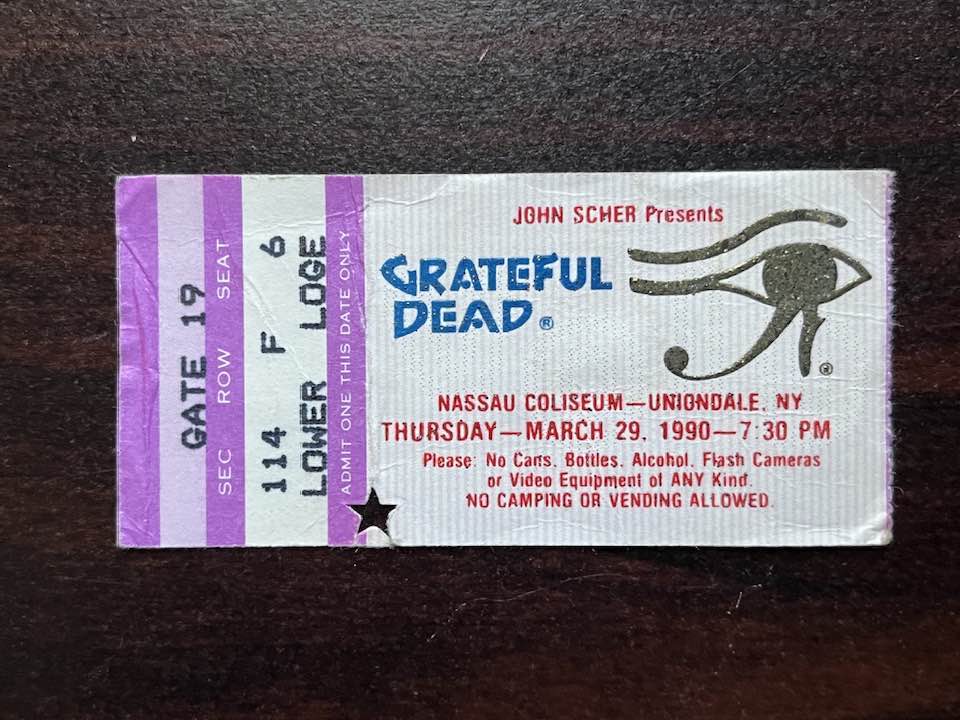 GATE 19
SEC ROW SEAT
114 F 6
LOWER LOGE
ADMIT ONE THIS DATE ONLY
JOHN SCHER Presents
GRATEFUL
DEAD ®
®
NASSAU COLISEUM—UNIONDALE, NY
THURSDAY—MARCH 29, 1990—7:30 PM
Please: No Cans, Bottles, Alcohol, Flash Cameras
or Video Equipment of ANY Kind.
NO CAMPING OR VENDING ALLOWED.